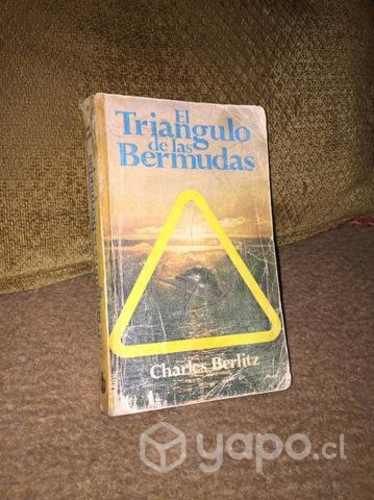 El
Triangulo
de las
Bermudas
Charles Berlitz
yapo.cl